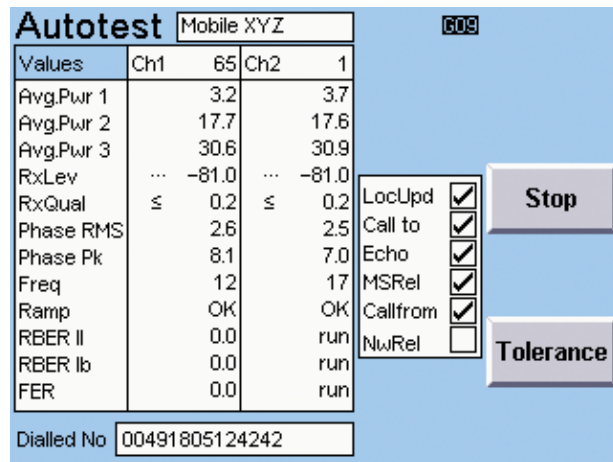 Autotest Mobile XYZ G09
Values Ch1 65 Ch2 1
Avg.Pwr 1 3.2 3.7
Avg.Pwr 2 17.7 17.6
Avg.Pwr 3 30.6 30.9
RxLev ... −81.0 ... −81.0
RxQual ≤ 0.2 ≤ 0.2
Phase RMS 2.6 2.5
Phase Pk 8.1 7.0
Freq 12 17
Ramp OK OK
RBER II 0.0 run
RBER Ib 0.0 run
FER 0.0 run
LocUpd
Call to
Echo
MSRel
Callfrom
NwRel
Stop
Tolerance
Dialled No 00491805124242